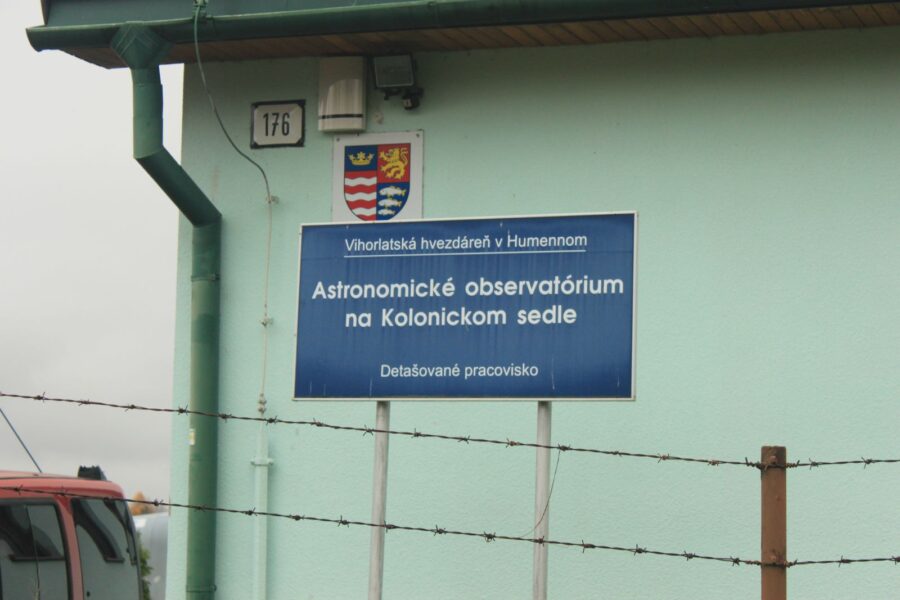 176
Vihorlatská hvezdáreň v Humennom
Astronomické observatórium
na Kolonickom sedle
Detašované pracovisko